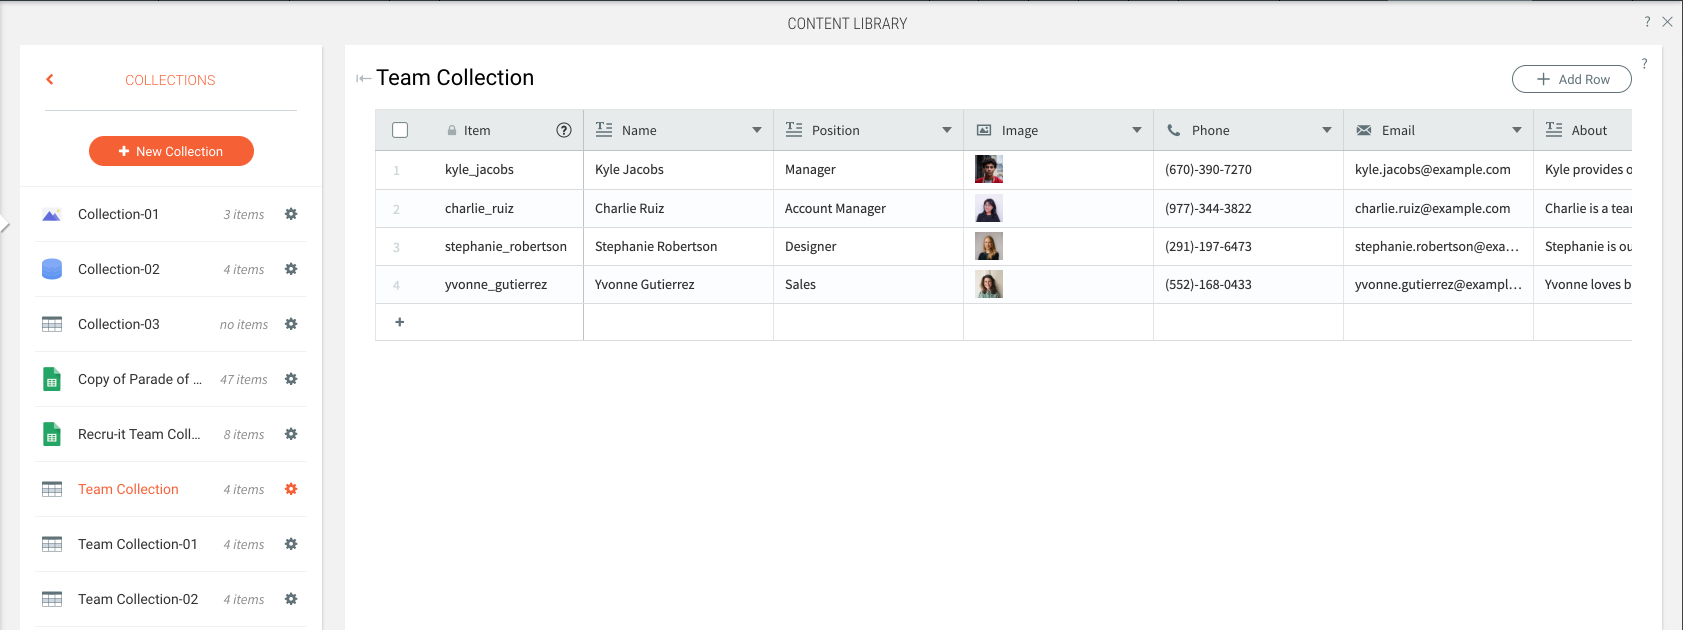 CONTENT LIBRARY
?
COLLECTIONS
+ New Collection
Collection-01 3 items
Collection-02 4 items
Collection-03 no items
Copy of Parade of ... 47 items
Recru-it Team Coll... 8 items
Team Collection 4 items
Team Collection-01 4 items
Team Collection-02 4 items
Team Collection
?
+ Add Row
Item ? Name Position Image Phone Email About
1 kyle_jacobs Kyle Jacobs Manager (670)-390-7270 kyle.jacobs@example.com Kyle provides o
2 charlie_ruiz Charlie Ruiz Account Manager (977)-344-3822 charlie.ruiz@example.com Charlie is a tear
3 stephanie_robertson Stephanie Robertson Designer (291)-197-6473 stephanie.robertson@exa... Stephanie is ou
4 yvonne_gutierrez Yvonne Gutierrez Sales (552)-168-0433 yvonne.gutierrez@exampl... Yvonne loves b
+